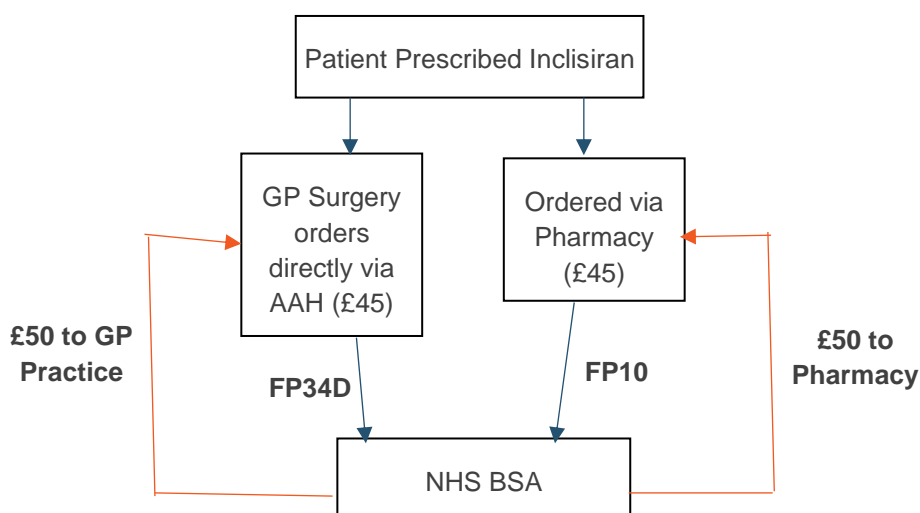 Patient Prescribed Inclisiran
GP Surgery
orders
directly via
AAH (£45)
Ordered via
Pharmacy
(£45)
£50 to GP
Practice
£50 to
Pharmacy
FP34D
FP10
NHS BSA